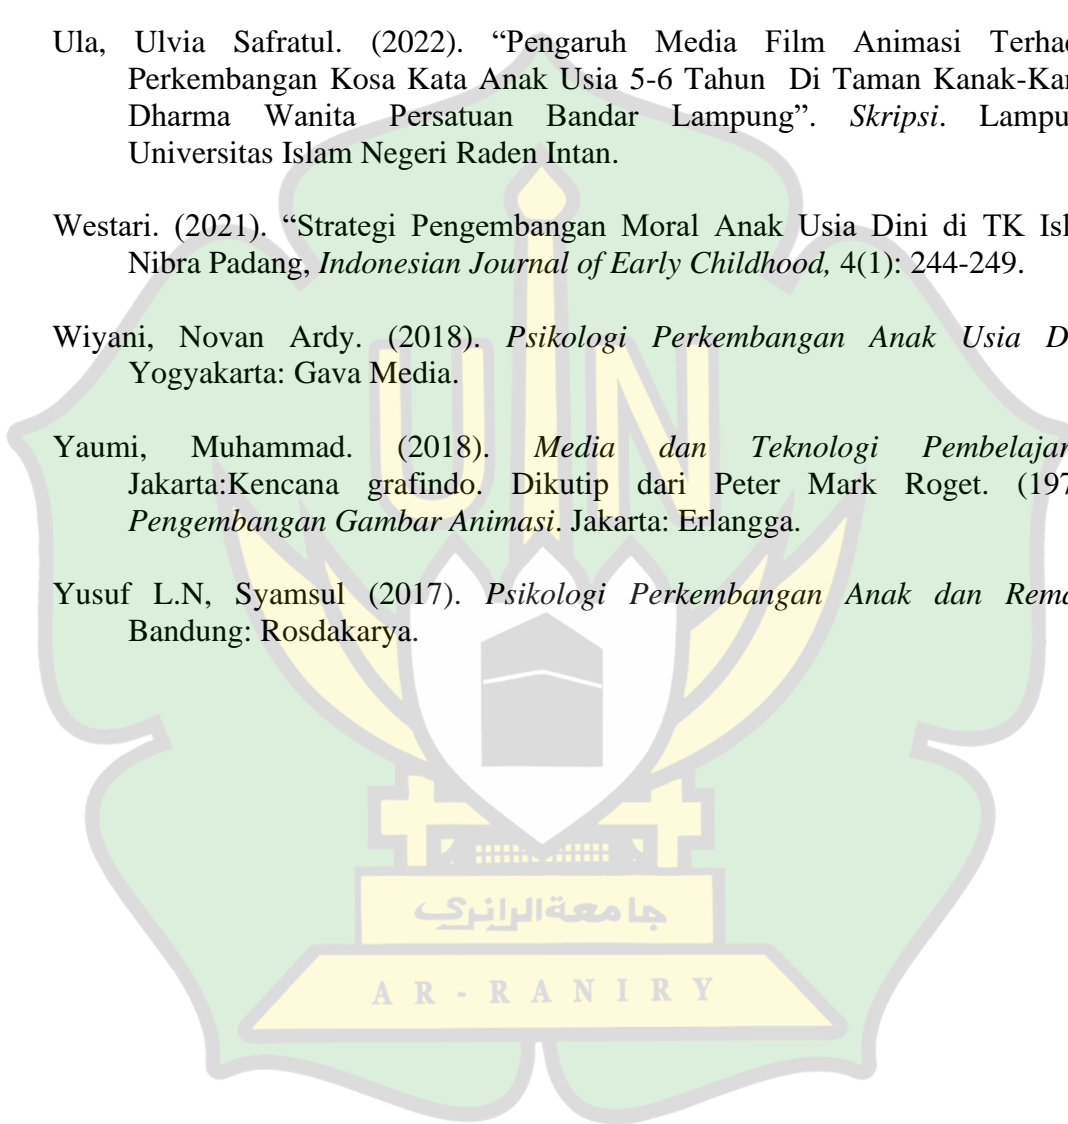 Ula, Ulvia Safratul. (2022). “Pengaruh Media Film Animasi Terhad
Perkembangan Kosa Kata Anak Usia 5-6 Tahun Di Taman Kanak-Kan
Dharma Wanita Persatuan Bandar Lampung”. Skripsi. Lampu
Universitas Islam Negeri Raden Intan.
Westari. (2021). “Strategi Pengembangan Moral Anak Usia Dini di TK Isl
Nibra Padang, Indonesian Journal of Early Childhood, 4(1): 244-249.
Wiyani, Novan Ardy. (2018). Psikologi Perkembangan Anak Usia D
Yogyakarta: Gava Media.
Yaumi, Muhammad. (2018). Media dan Teknologi Pembelajar
Jakarta:Kencana grafindo. Dikutip dari Peter Mark Roget. (197
Pengembangan Gambar Animasi. Jakarta: Erlangga.
Yusuf L.N, Syamsul (2017). Psikologi Perkembangan Anak dan Rema
Bandung: Rosdakarya.
UIN
جامعة الرانري
AR-RANIRY